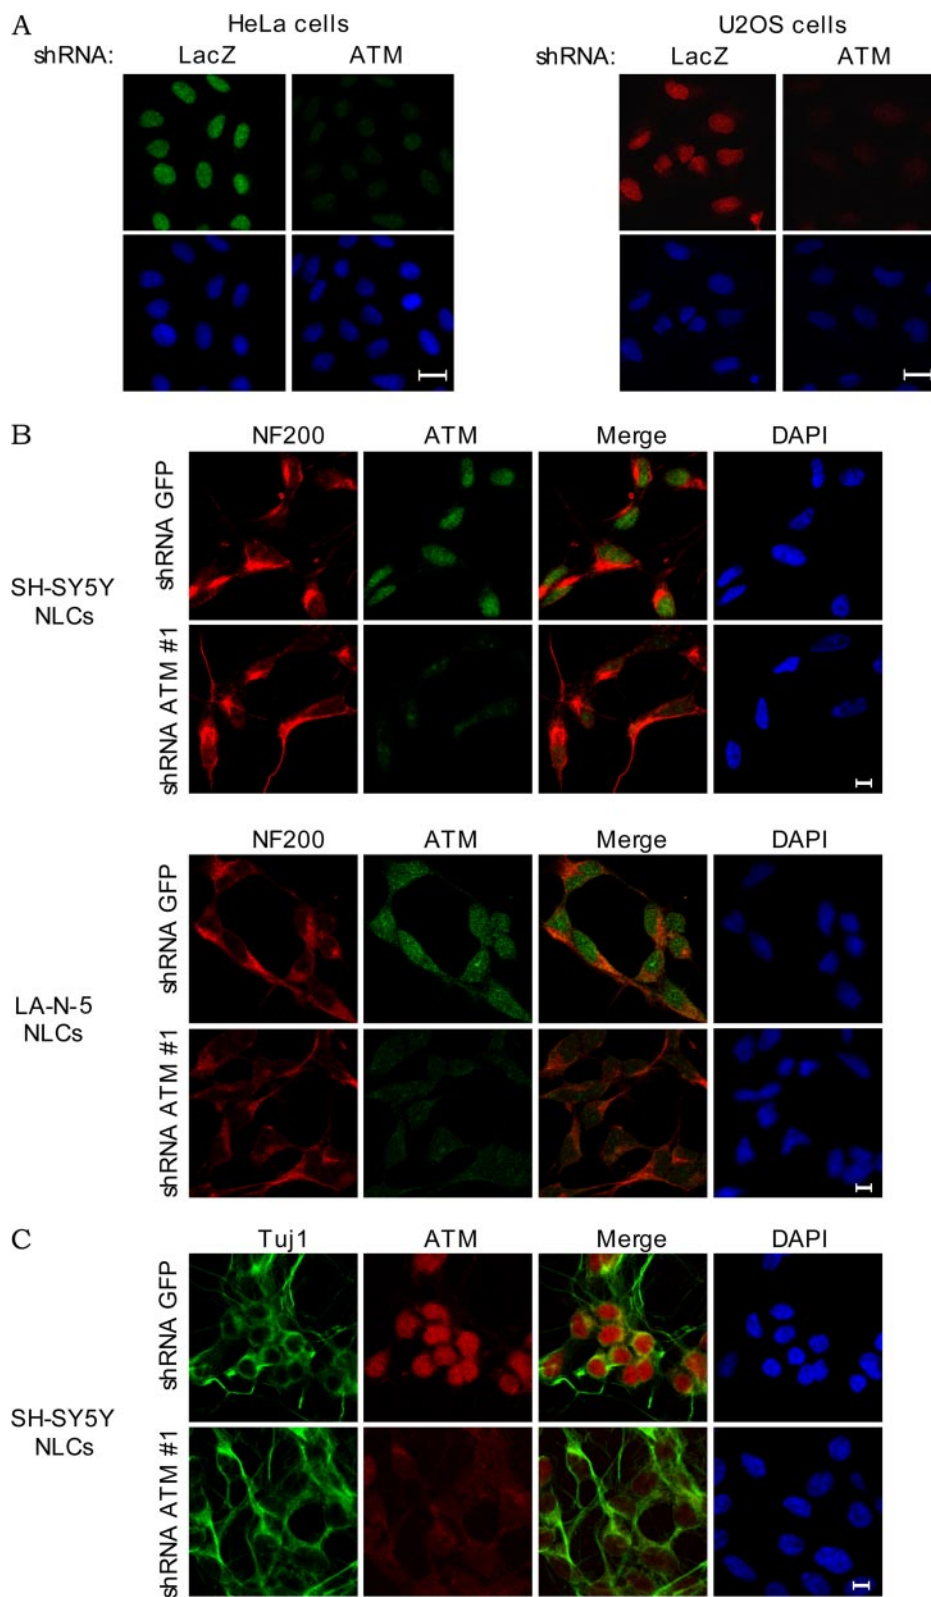 A
HeLa cells
U2OS cells
shRNA: LacZ ATM
shRNA: LacZ ATM
B
NF200 ATM Merge DAPI
SH-SY5Y
NLCs
shRNA GFP
shRNA ATM #1
NF200 ATM Merge DAPI
LA-N-5
NLCs
shRNA GFP
shRNA ATM #1
C
Tuj1 ATM Merge DAPI
SH-SY5Y
NLCs
shRNA GFP
shRNA ATM #1